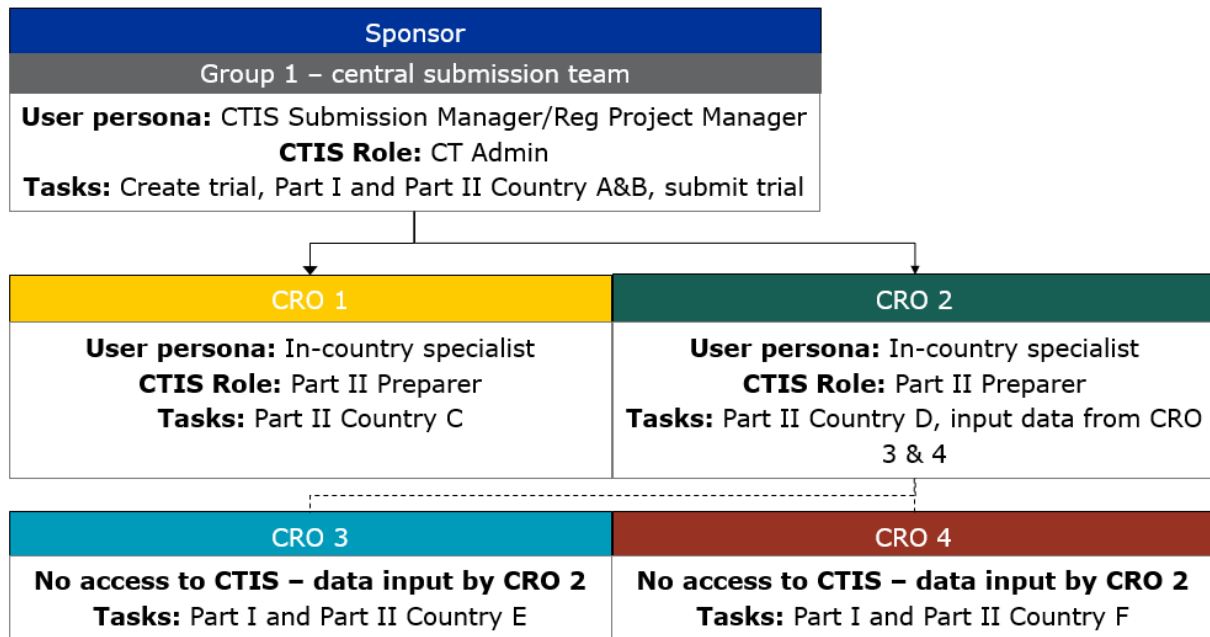 Sponsor
Group 1 – central submission team
User persona: CTIS Submission Manager/Reg Project Manager
CTIS Role: CT Admin
Tasks: Create trial, Part I and Part II Country A&B, submit trial
CRO 1
User persona: In-country specialist
CTIS Role: Part II Preparer
Tasks: Part II Country C
CRO 2
User persona: In-country specialist
CTIS Role: Part II Preparer
Tasks: Part II Country D, input data from CRO
3 & 4
CRO 3
No access to CTIS – data input by CRO 2
Tasks: Part I and Part II Country E
CRO 4
No access to CTIS – data input by CRO 2
Tasks: Part I and Part II Country F